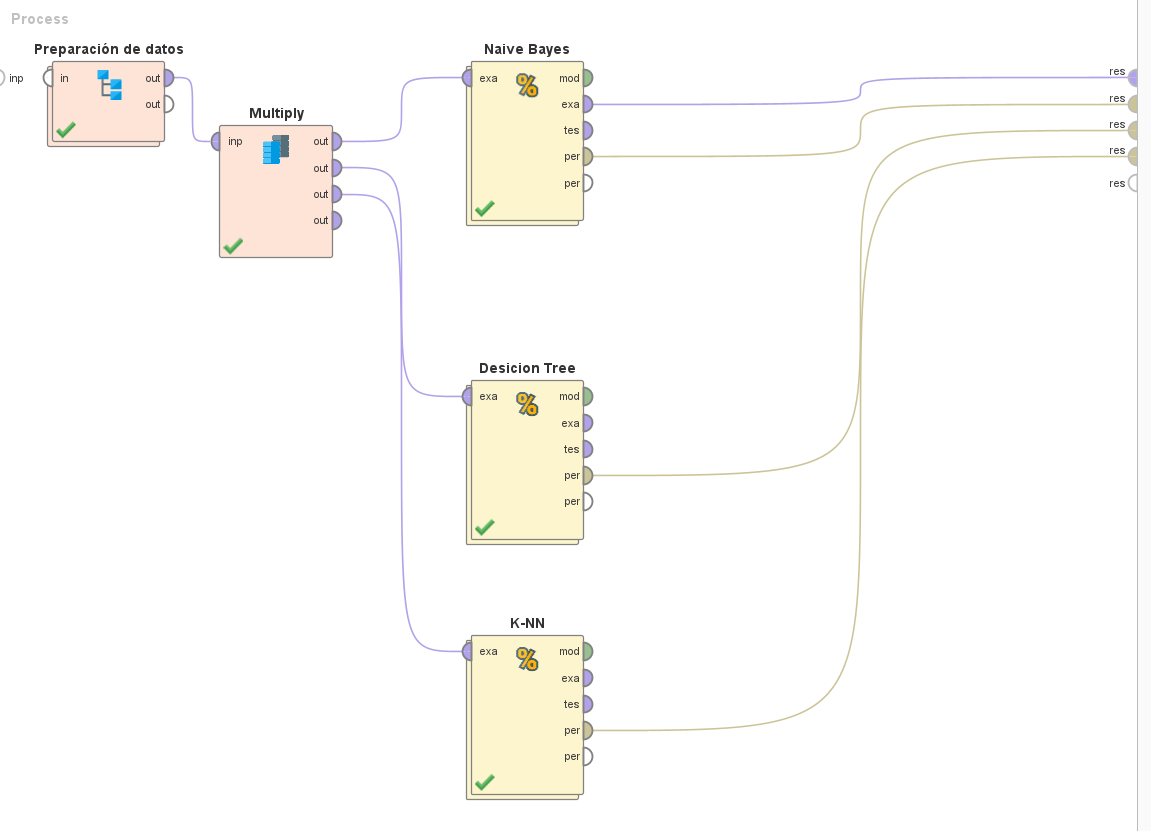 Process
Preparación de datos
inp
in
out
out
Multiply
inp
out
out
out
out
Naive Bayes
exa
mod
exa
tes
per
per
Desicion Tree
exa
mod
exa
tes
per
per
K-NN
exa
mod
exa
tes
per
per
res
res
res
res
res